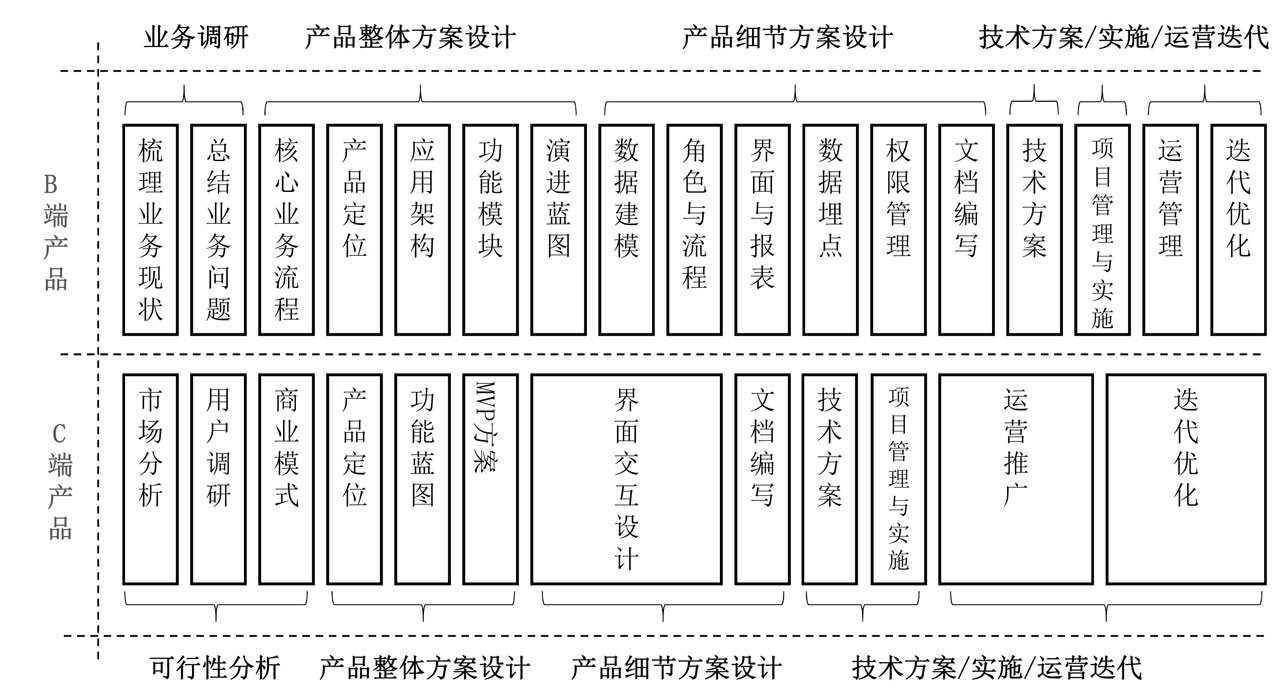 业务调研
产品整体方案设计
产品细节方案设计
技术方案/实施/运营迭代
B端产品
梳理业务现状
总结业务问题
核心业务流程
产品定位
应用架构
功能模块
演进蓝图
数据建模
角色与流程
界面与报表
数据埋点
权限管理
文档编写
技术方案
项目管理与实施
运营管理
迭代优化
C端产品
市场分析
用户调研
商业模式
产品定位
功能蓝图
MVP方案
界面交互设计
文档编写
技术方案
项目管理与实施
运营推广
迭代优化
可行性分析
产品整体方案设计
产品细节方案设计
技术方案/实施/运营迭代